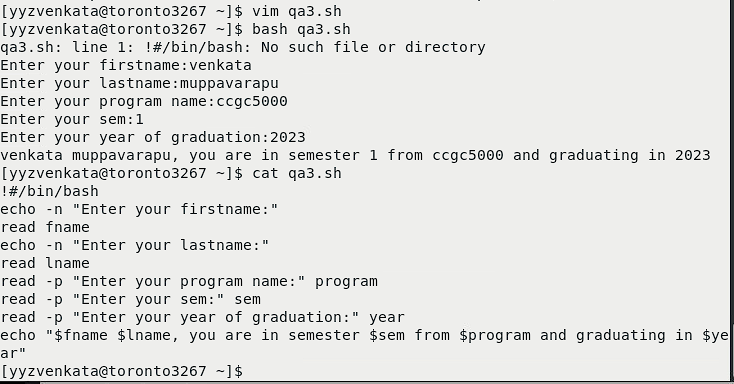 [yyzvenkata@toronto3267 ~]$ vim qa3.sh
[yyzvenkata@toronto3267 ~]$ bash qa3.sh
qa3.sh: line 1: !#/bin/bash: No such file or directory
Enter your firstname:venkata
Enter your lastname:muppavarapu
Enter your program name:ccgc5000
Enter your sem:1
Enter your year of graduation:2023
venkata muppavarapu, you are in semester 1 from ccgc5000 and graduating in 2023
[yyzvenkata@toronto3267 ~]$ cat qa3.sh
!#/bin/bash
echo -n "Enter your firstname:"
read fname
echo -n "Enter your lastname:"
read lname
read -p "Enter your program name:" program
read -p "Enter your sem:" sem
read -p "Enter your year of graduation:" year
echo "$fname $lname, you are in semester $sem from $program and graduating in $ye
ar"
[yyzvenkata@toronto3267 ~]$